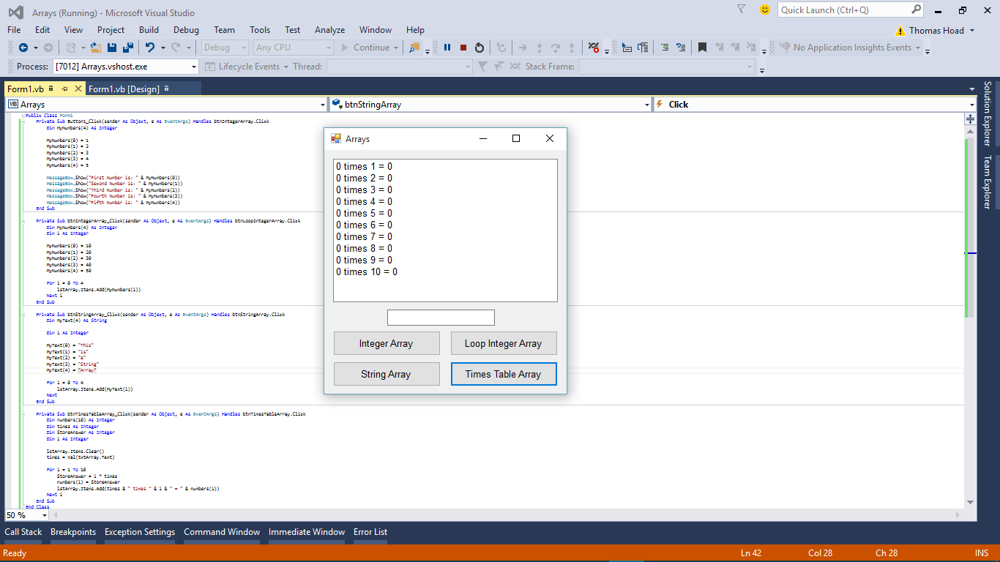 Arrays (Running) - Microsoft Visual Studio
Quick Launch (Ctrl+Q)
File Edit View Project Build Debug Team Tools Test Analyze Window Help
Thomas Hoad
Debug Any CPU Continue No Application Insights Events
Process: [7012] Arrays.vshost.exe Lifecycle Events Thread: Stack Frame:
Form1.vb Form1.vb [Design]
VB Arrays btnStringArray Click
Public Class Form1
Private Sub Button1_Click(sender As Object, e As EventArgs) Handles btnIntegerArray.Click
Dim MyNumbers(4) As Integer
MyNumbers(0) = 1
MyNumbers(1) = 2
MyNumbers(2) = 3
MyNumbers(3) = 4
MyNumbers(4) = 5
MessageBox.Show("First Number is: " & MyNumbers(0))
MessageBox.Show("Second Number is: " & MyNumbers(1))
MessageBox.Show("Third Number is: " & MyNumbers(2))
MessageBox.Show("Fourth Number is: " & MyNumbers(3))
MessageBox.Show("Fifth Number is: " & MyNumbers(4))
End Sub
Private Sub btnIntegerArray_Click(sender As Object, e As EventArgs) Handles btnLoopIntegerArray.Click
Dim MyNumbers(4) As Integer
Dim i As Integer
MyNumbers(0) = 10
MyNumbers(1) = 20
MyNumbers(2) = 30
MyNumbers(3) = 40
MyNumbers(4) = 50
For i = 0 To 4
lstArray.Items.Add(MyNumbers(i))
Next i
End Sub
Private Sub btnStringArray_Click(sender As Object, e As EventArgs) Handles btnStringArray.Click
Dim MyText(4) As String
Dim i As Integer
MyText(0) = "This"
MyText(1) = "is"
MyText(2) = "a"
MyText(3) = "String"
MyText(4) = "Array"
For i = 0 To 4
lstArray.Items.Add(MyText(i))
Next
End Sub
Private Sub btnTimesTableArray_Click(sender As Object, e As EventArgs) Handles btnTimesTableArray.Click
Dim numbers(10) As Integer
Dim times As Integer
Dim StoreAnswer As Integer
Dim i As Integer
lstArray.Items.Clear()
times = Val(txtArray.Text)
For i = 1 To 10
StoreAnswer = i * times
numbers(i) = StoreAnswer
lstArray.Items.Add(times & " times " & i & " = " & numbers(i))
Next i
End Sub
End Class
Arrays
0 times 1 = 0
0 times 2 = 0
0 times 3 = 0
0 times 4 = 0
0 times 5 = 0
0 times 6 = 0
0 times 7 = 0
0 times 8 = 0
0 times 9 = 0
0 times 10 = 0
Integer Array Loop Integer Array
String Array Times Table Array
Solution Explorer
Team Explorer
50 %
Call Stack Breakpoints Exception Settings Command Window Immediate Window Error List
Ready Ln 42 Col 28 Ch 28 INS